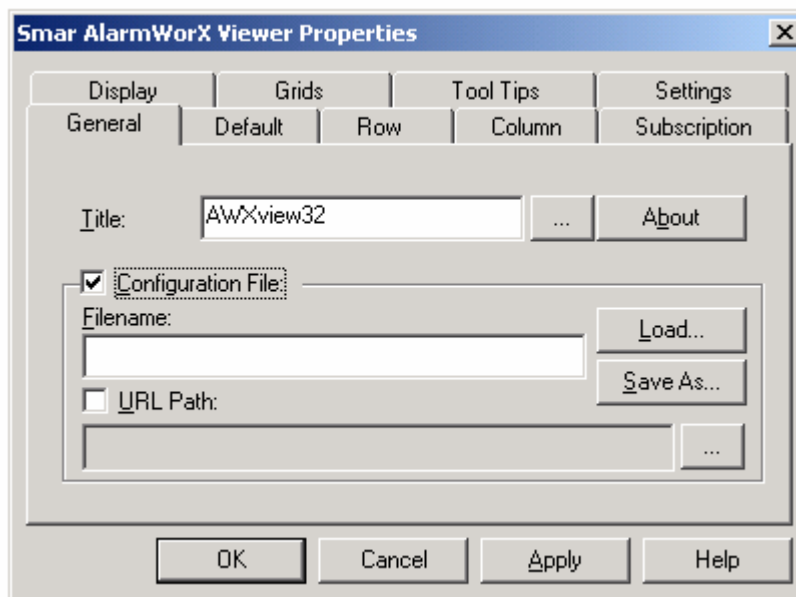 Smar AlarmWorX Viewer Properties
Display Grids Tool Tips Settings
General Default Row Column Subscription
Title: AWXview32 ... About
Configuration File:
Filename:
Load...
Save As...
URL Path:
...
OK Cancel Apply Help